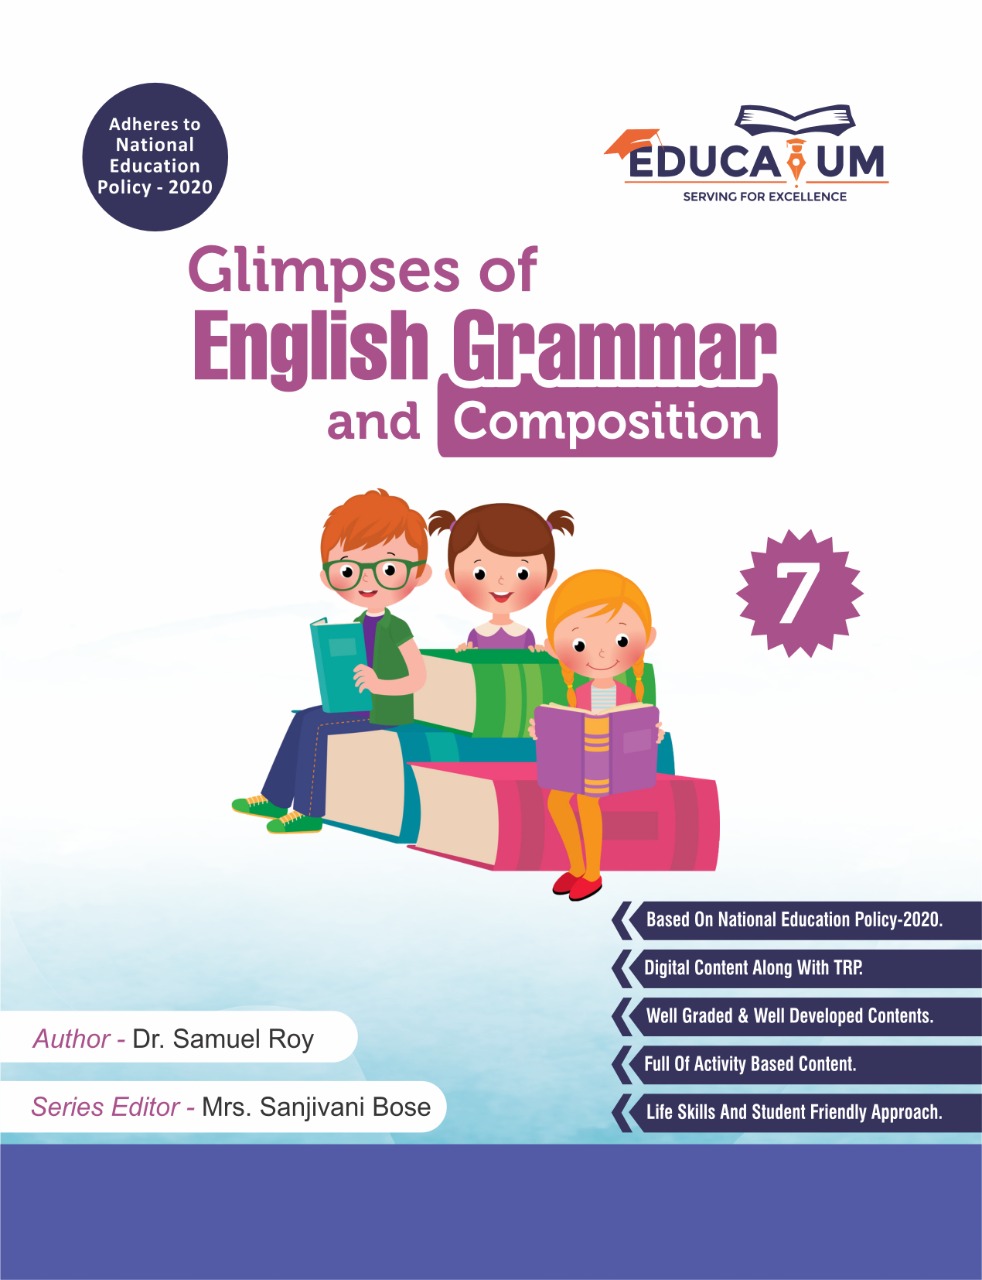 Adheres to
National
Education
Policy - 2020
EDUCATIUM
SERVING FOR EXCELLENCE
Glimpses of
English Grammar
and Composition
7
Based On National Education Policy-2020.
Digital Content Along With TRP.
Well Graded & Well Developed Contents.
Full Of Activity Based Content.
Life Skills And Student Friendly Approach.
Author - Dr. Samuel Roy
Series Editor - Mrs. Sanjivani Bose